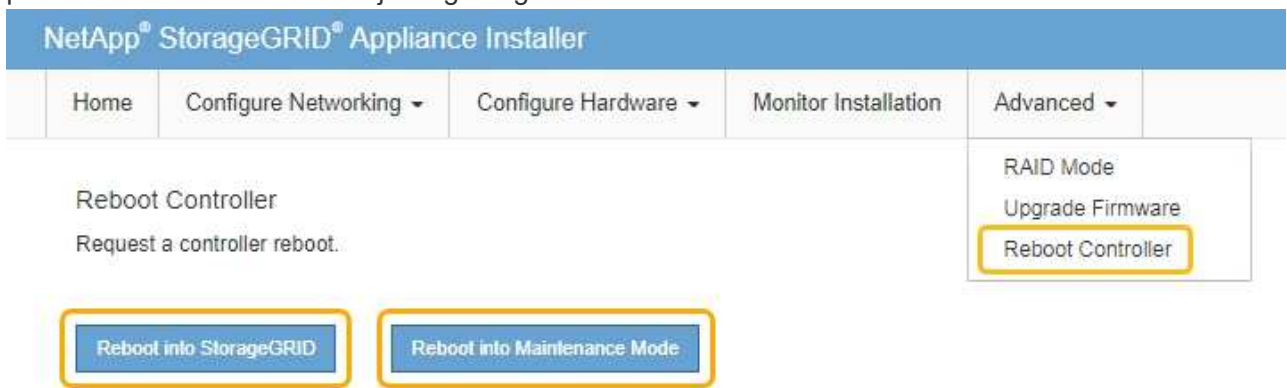 NetApp® StorageGRID® Appliance Installer
Home Configure Networking Configure Hardware Monitor Installation Advanced
RAID Mode
Upgrade Firmware
Reboot Controller
Reboot Controller
Request a controller reboot.
Reboot into StorageGRID Reboot into Maintenance Mode